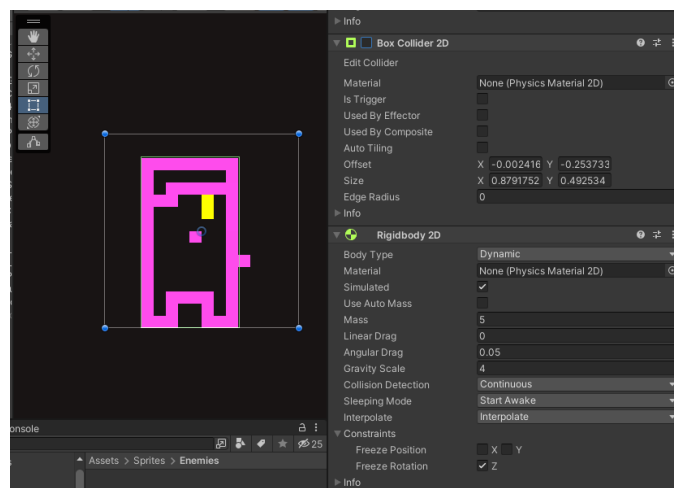 Info
Box Collider 2D
Edit Collider
Material None (Physics Material 2D)
Is Trigger
Used By Effector
Used By Composite
Auto Tiling
Offset X -0.002416 Y -0.253733
Size X 0.8791752 Y 0.492534
Edge Radius 0
Info
Rigidbody 2D
Body Type Dynamic
Material None (Physics Material 2D)
Simulated
Use Auto Mass
Mass 5
Linear Drag 0
Angular Drag 0.05
Gravity Scale 4
Collision Detection Continuous
Sleeping Mode Start Awake
Interpolate Interpolate
Constraints
Freeze Position X Y
Freeze Rotation Z
Info
onsole
25
Assets > Sprites > Enemies